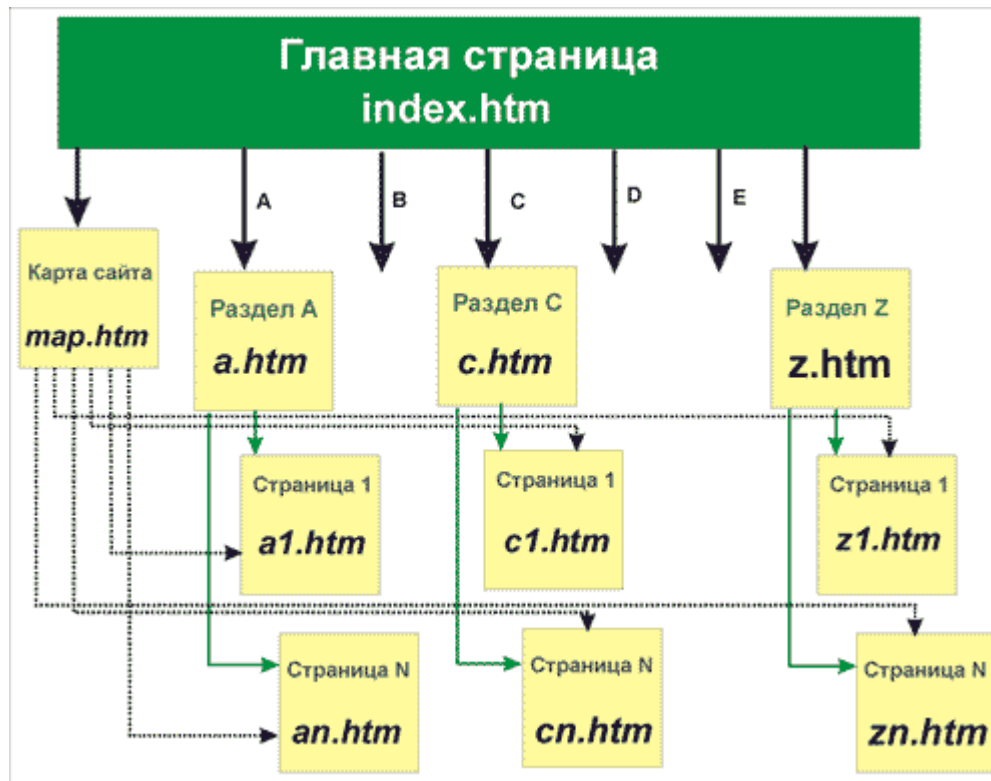 Главная страница
index.htm
A
B
C
D
E
Карта сайта
map.htm
Раздел A
a.htm
Раздел C
c.htm
Раздел Z
z.htm
Страница 1
a1.htm
Страница 1
c1.htm
Страница 1
z1.htm
Страница N
an.htm
Страница N
cn.htm
Страница N
zn.htm